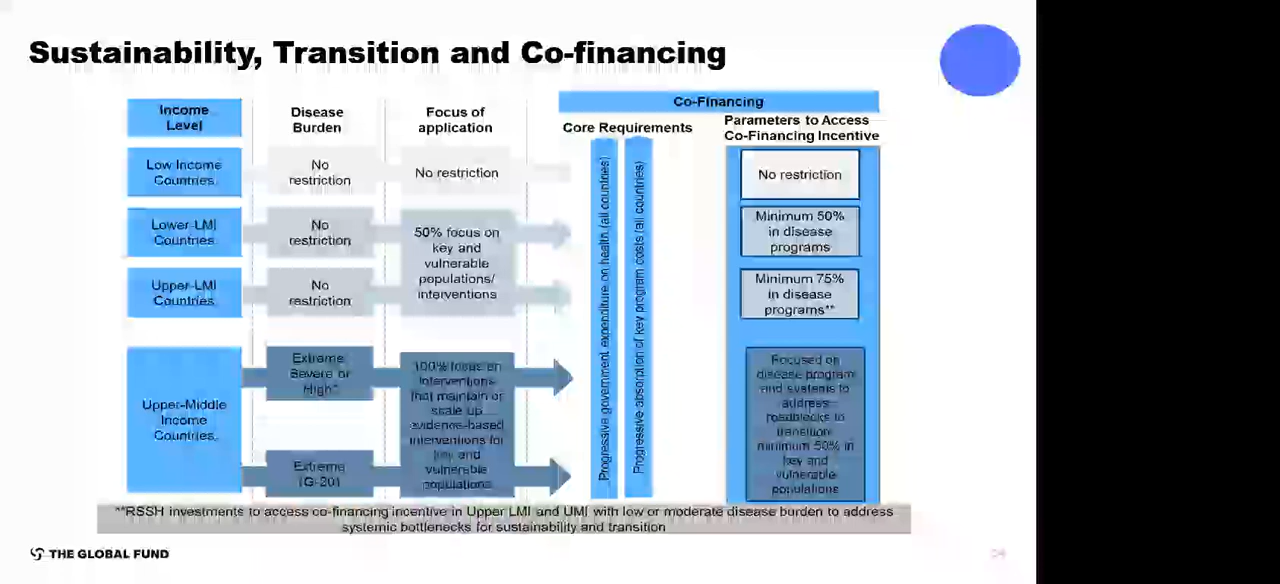 Sustainability, Transition and Co-financing
Income
Level
Disease
Burden
Focus of
application
Co-Financing
Core Requirements
Parameters to Access
Co-Financing Incentive
Low Income
Countries
No
restriction
No restriction
No restriction
Lower-LMI
Countries
No
restriction
50% focus on
key and
vulnerable
populations/
interventions
Minimum 50%
in disease
programs
Upper-LMI
Countries
No
restriction
Minimum 75%
in disease
programs**
Progressive government expenditure on health (all countries)
Progressive absorption of key program costs (all countries)
Upper-Middle
Income
Countries
Extreme
Severe or
High*
Extreme
(G-20)
100% focus on
interventions
that maintain or
scale up
evidence-based
interventions for
key and
vulnerable
populations
Focused on
disease program
and systems to
address
roadblocks to
transition
minimum 50% in
key and
vulnerable
populations
**RSSH investments to access co-financing incentive in Upper LMI and UMI with low or moderate disease burden to address
systemic bottlenecks for sustainability and transition
THE GLOBAL FUND